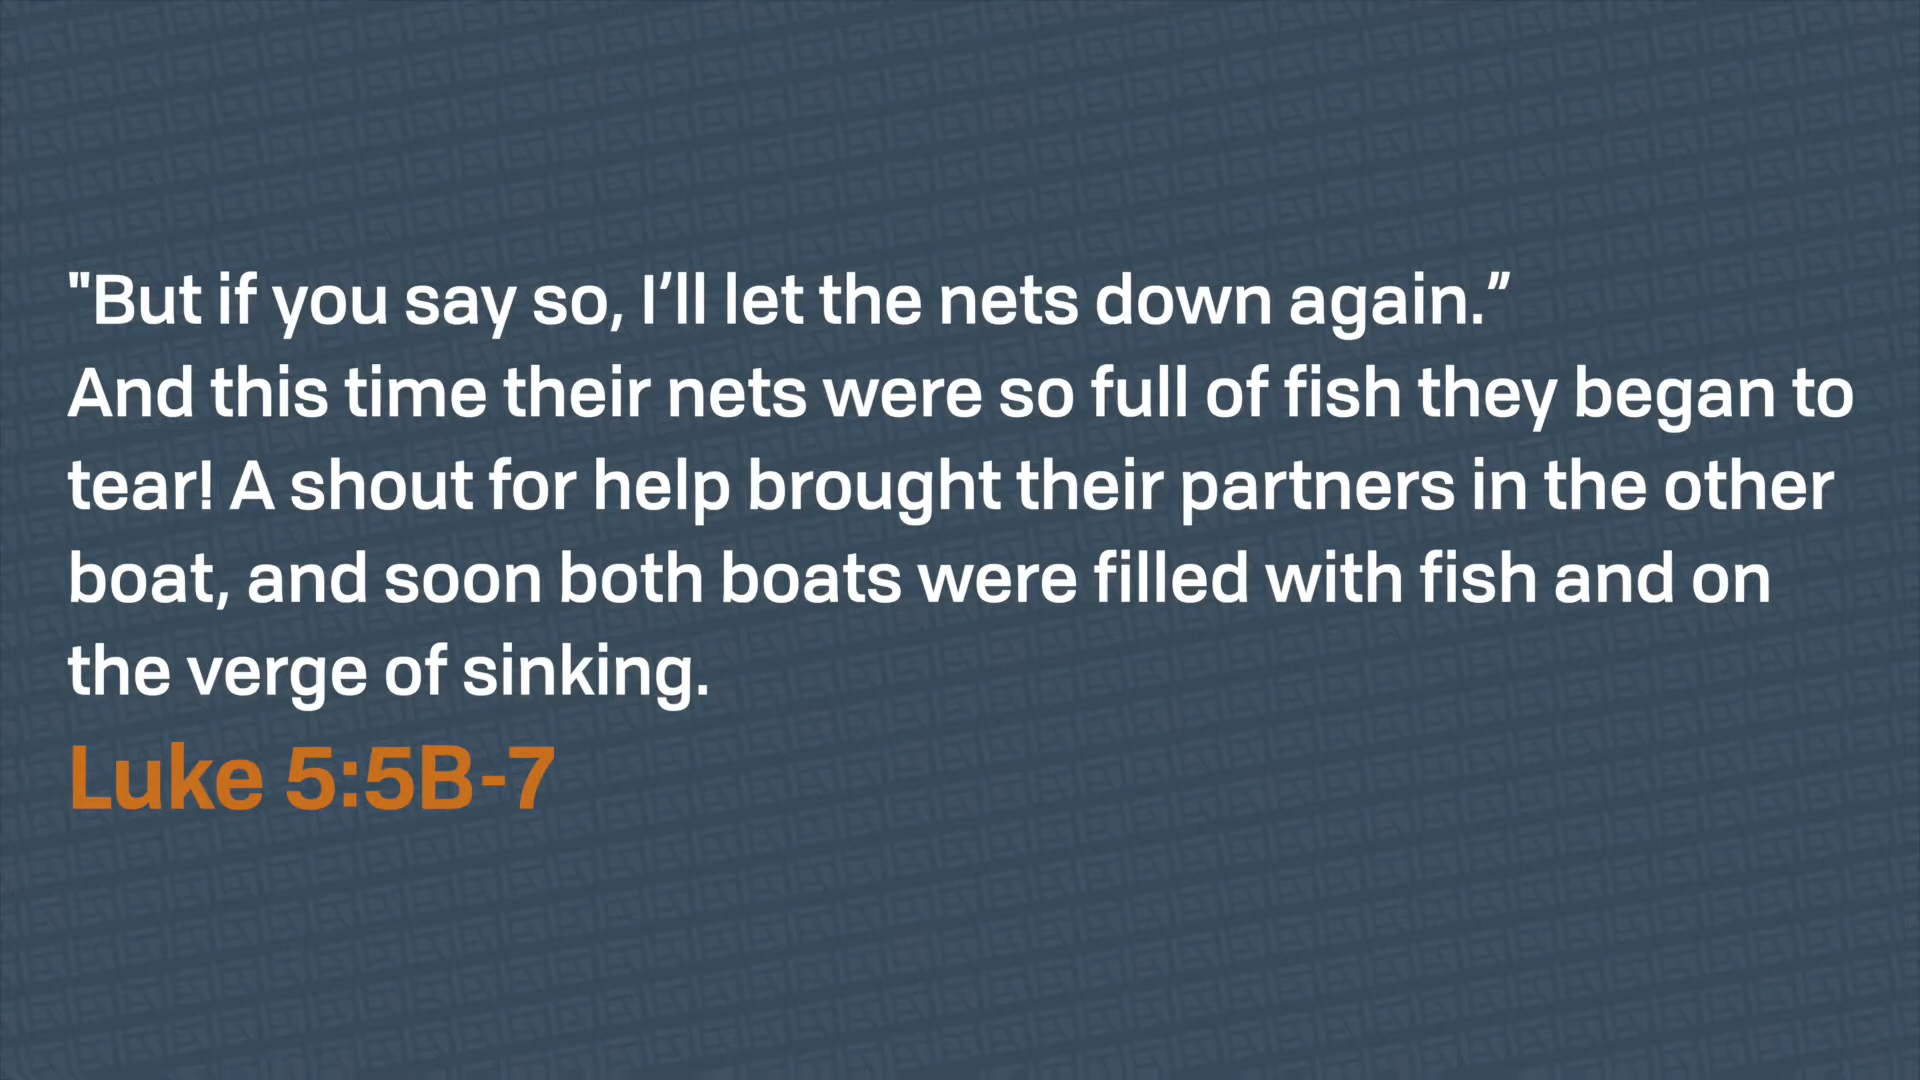 "But if you say so, I’ll let the nets down again.”
And this time their nets were so full of fish they began to
tear! A shout for help brought their partners in the other
boat, and soon both boats were filled with fish and on
the verge of sinking.
Luke 5:5B-7